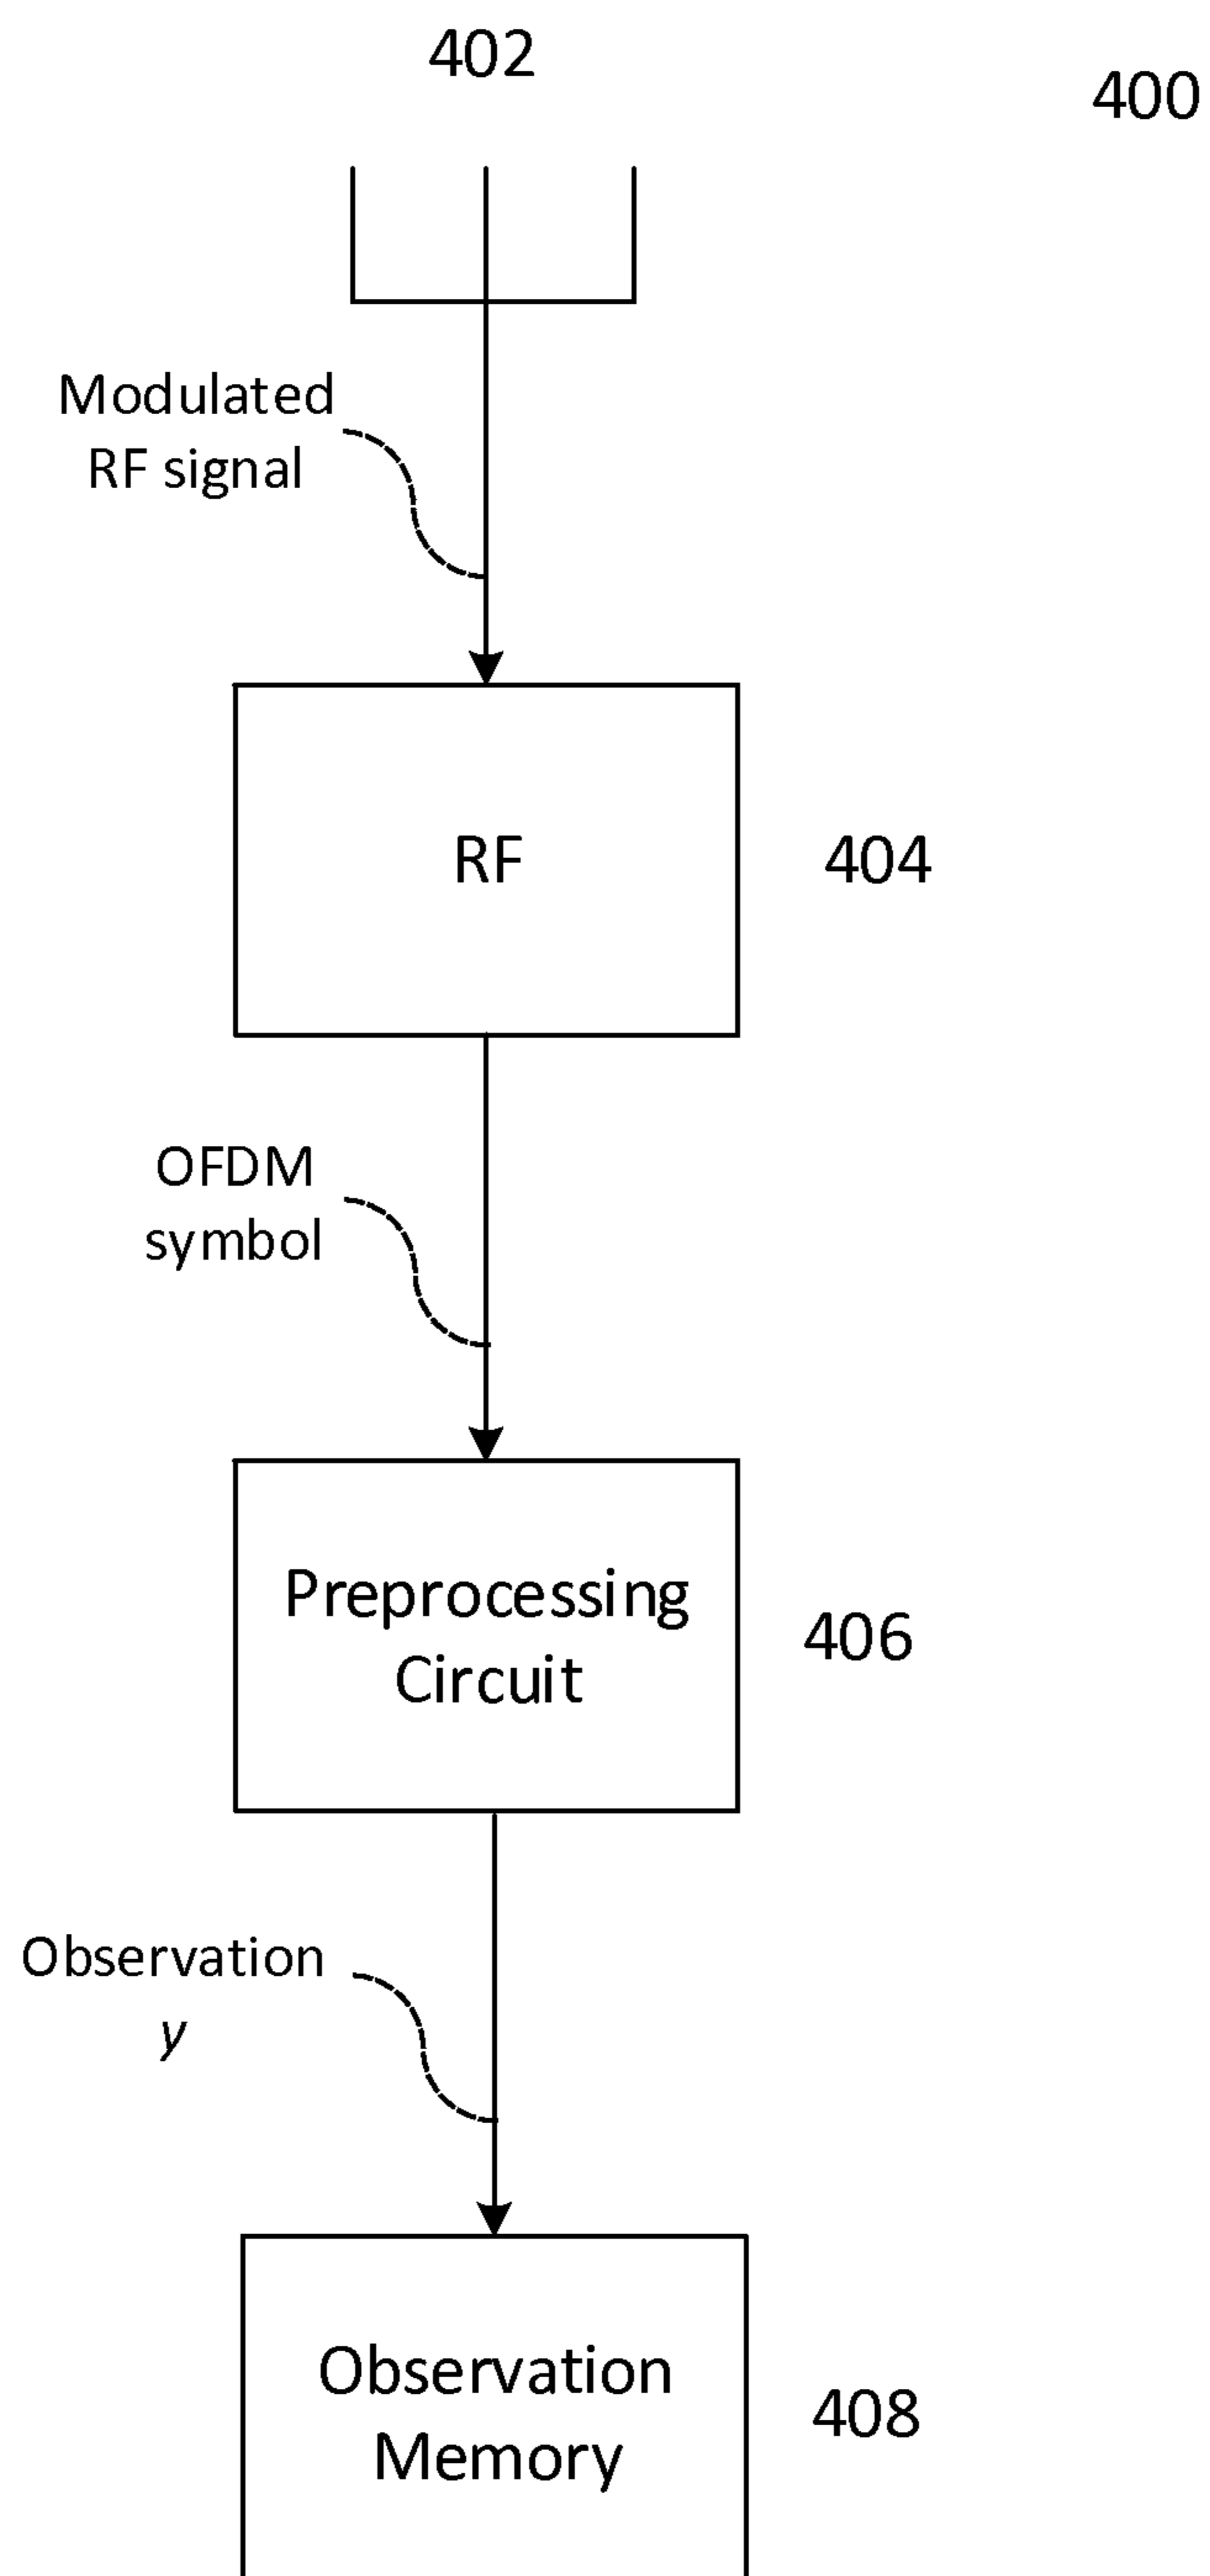 402
400
Modulated
RF signal
RF
404
OFDM
symbol
Preprocessing
Circuit
406
Observation
y
Observation
Memory
408